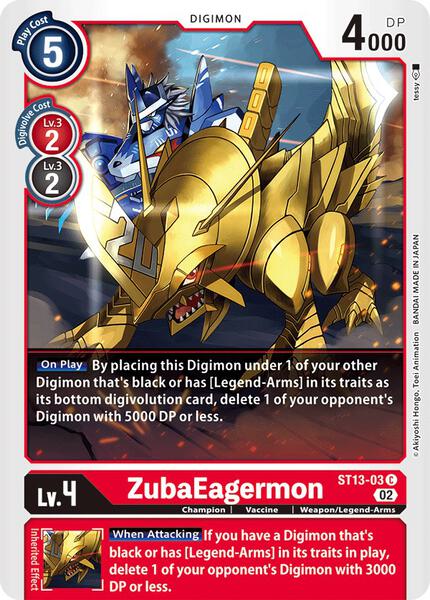 Play Cost
5
DIGIMON
DP
4000
Digivolve Cost
Lv.3
2
Lv.3
2
tessy
©Akiyoshi Hongo, Toei Animation BANDAI MADE IN JAPAN
On Play By placing this Digimon under 1 of your other
Digimon that's black or has [Legend-Arms] in its traits as
its bottom digivolution card, delete 1 of your opponent's
Digimon with 5000 DP or less.
Lv.4
ZubaEagermon
ST13-03 C
02
Champion | Vaccine | Weapon/Legend-Arms
Inherited Effect
When Attacking If you have a Digimon that's
black or has [Legend-Arms] in its traits in play,
delete 1 of your opponent's Digimon with 3000
DP or less.